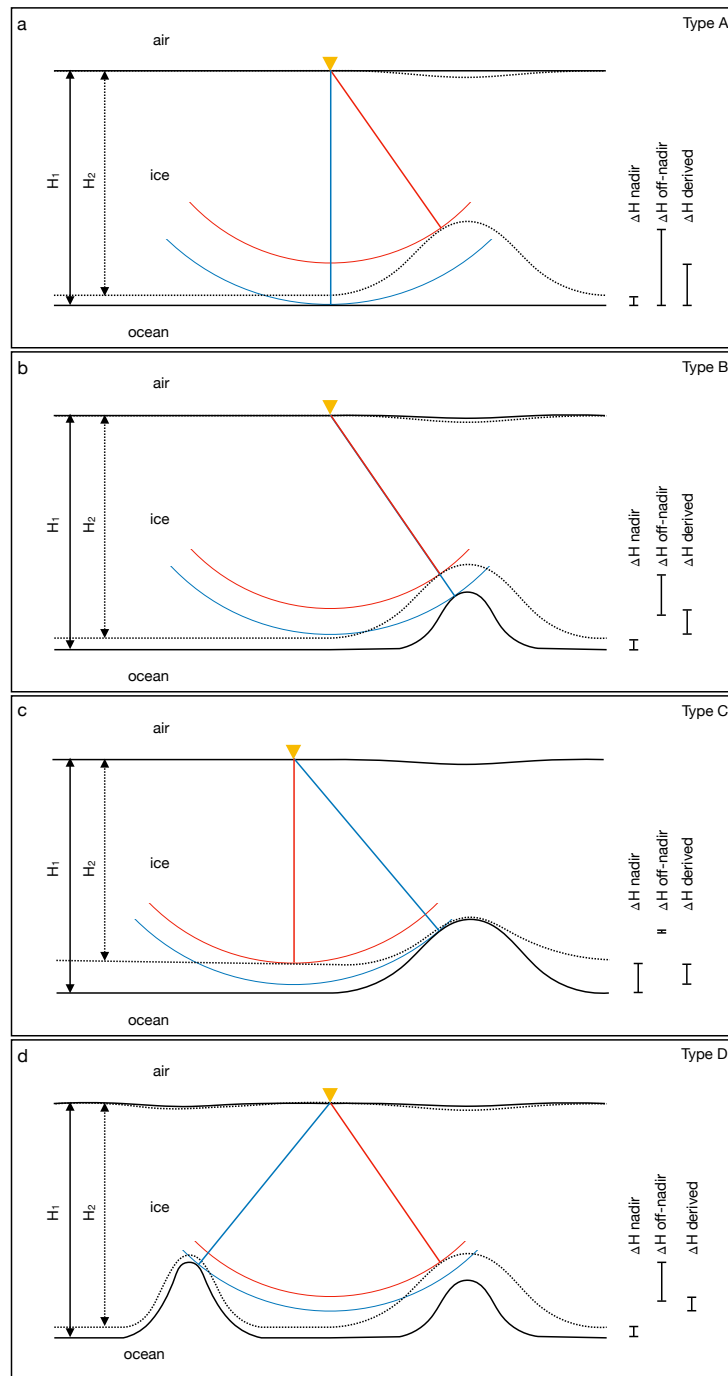 a
Type A
air
H₁
H₂
ice
ΔH nadir
ΔH off-nadir
ΔH derived
ocean
b
Type B
air
H₁
H₂
ice
ΔH nadir
ΔH off-nadir
ΔH derived
ocean
c
Type C
air
H₁
H₂
ice
ΔH nadir
ΔH off-nadir
ΔH derived
ocean
d
Type D
air
H₁
H₂
ice
ΔH nadir
ΔH off-nadir
ΔH derived
ocean